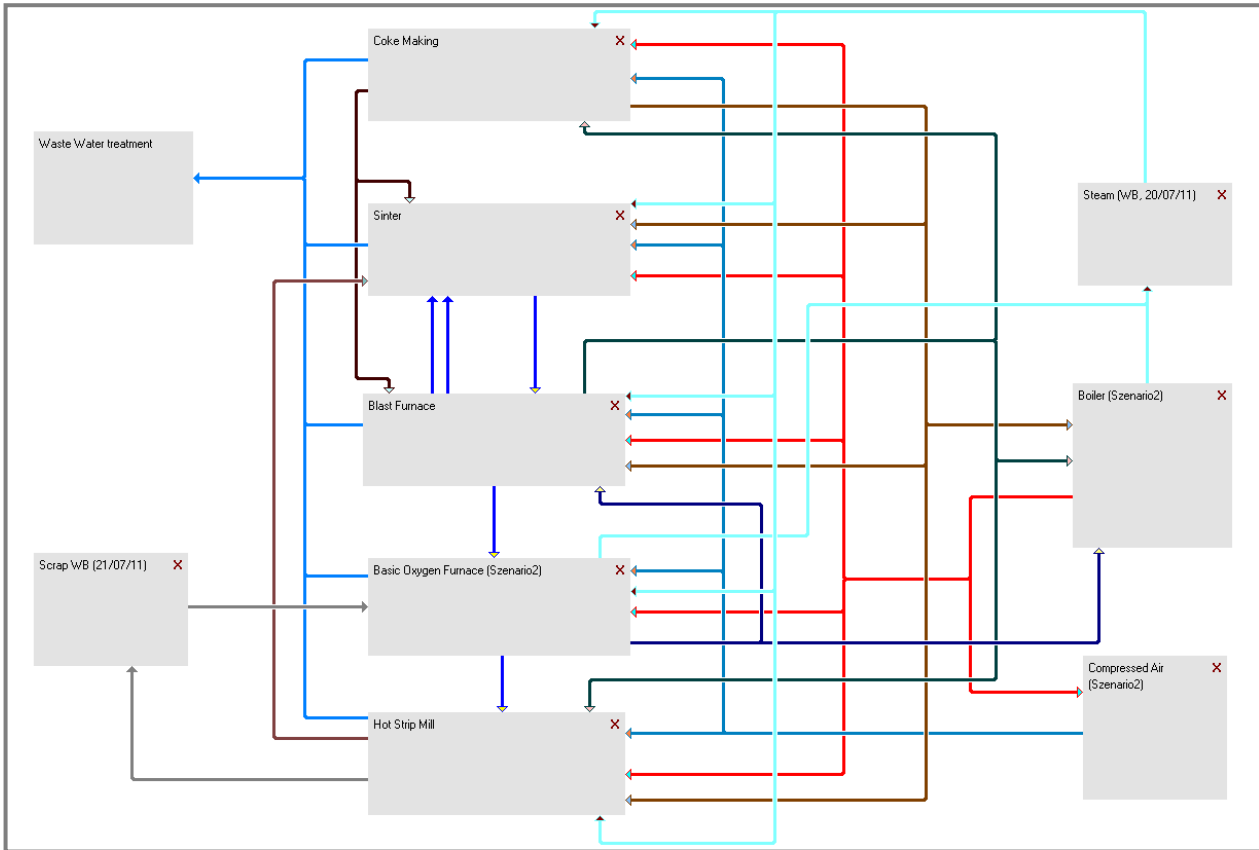 Coke Making X
Waste Water treatment
Steam (WB, 20/07/11) X
Sinter X
Boiler (Szenario2) X
Blast Furnace X
Scrap WB (21/07/11) X
Basic Oxygen Furnace (Szenario2) X
Compressed Air X
(Szenario2)
Hot Strip Mill X